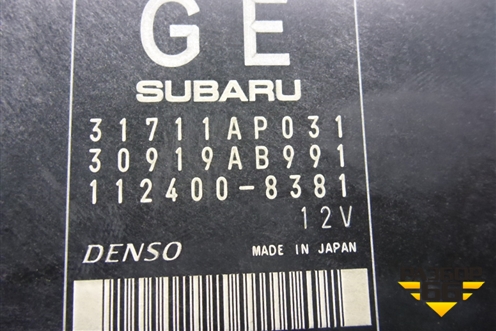 GE
SUBARU
31711AP031
30919AB991
112400-8381
12V
DENSO MADE IN JAPAN